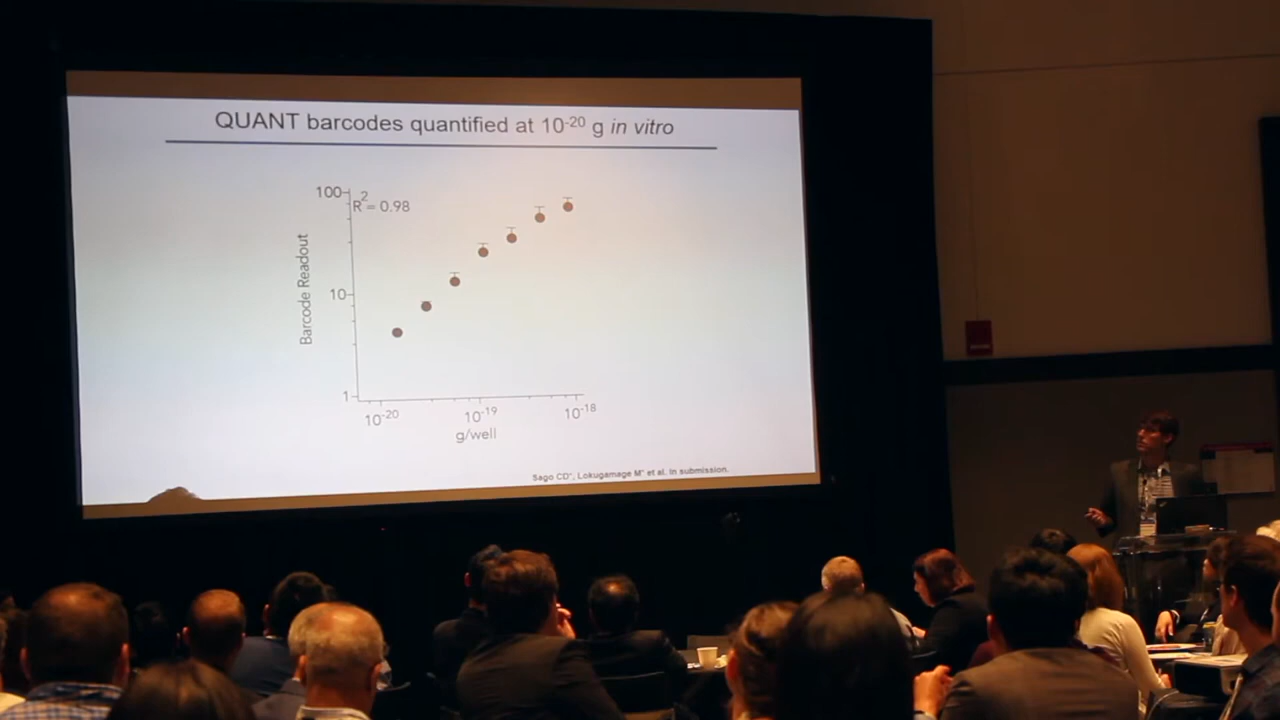 QUANT barcodes quantified at 10⁻²⁰ g in vitro
100
R² = 0.98
Barcode Readout
10
1
10⁻²⁰ 10⁻¹⁹ 10⁻¹⁸
g/well
Sago CD*, Lokugamage M* et al. In submission.